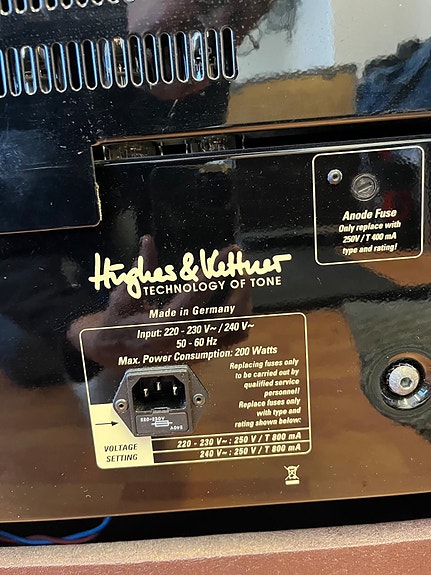 Anode Fuse
Only replace with
250V / T 400 mA
type and rating!
Hughes & Kettner
TECHNOLOGY OF TONE
Made in Germany
Input: 220 - 230 V~ / 240 V~
50 - 60 Hz
Max. Power Consumption: 200 Watts
Replacing fuses only
to be carried out by
qualified service
personnel!
Replace fuses only
with type and
rating shown below:
220-230V
VOLTAGE
SETTING
220 - 230 V~ : 250 V / T 800 mA
240 V~ : 250 V / T 800 mA